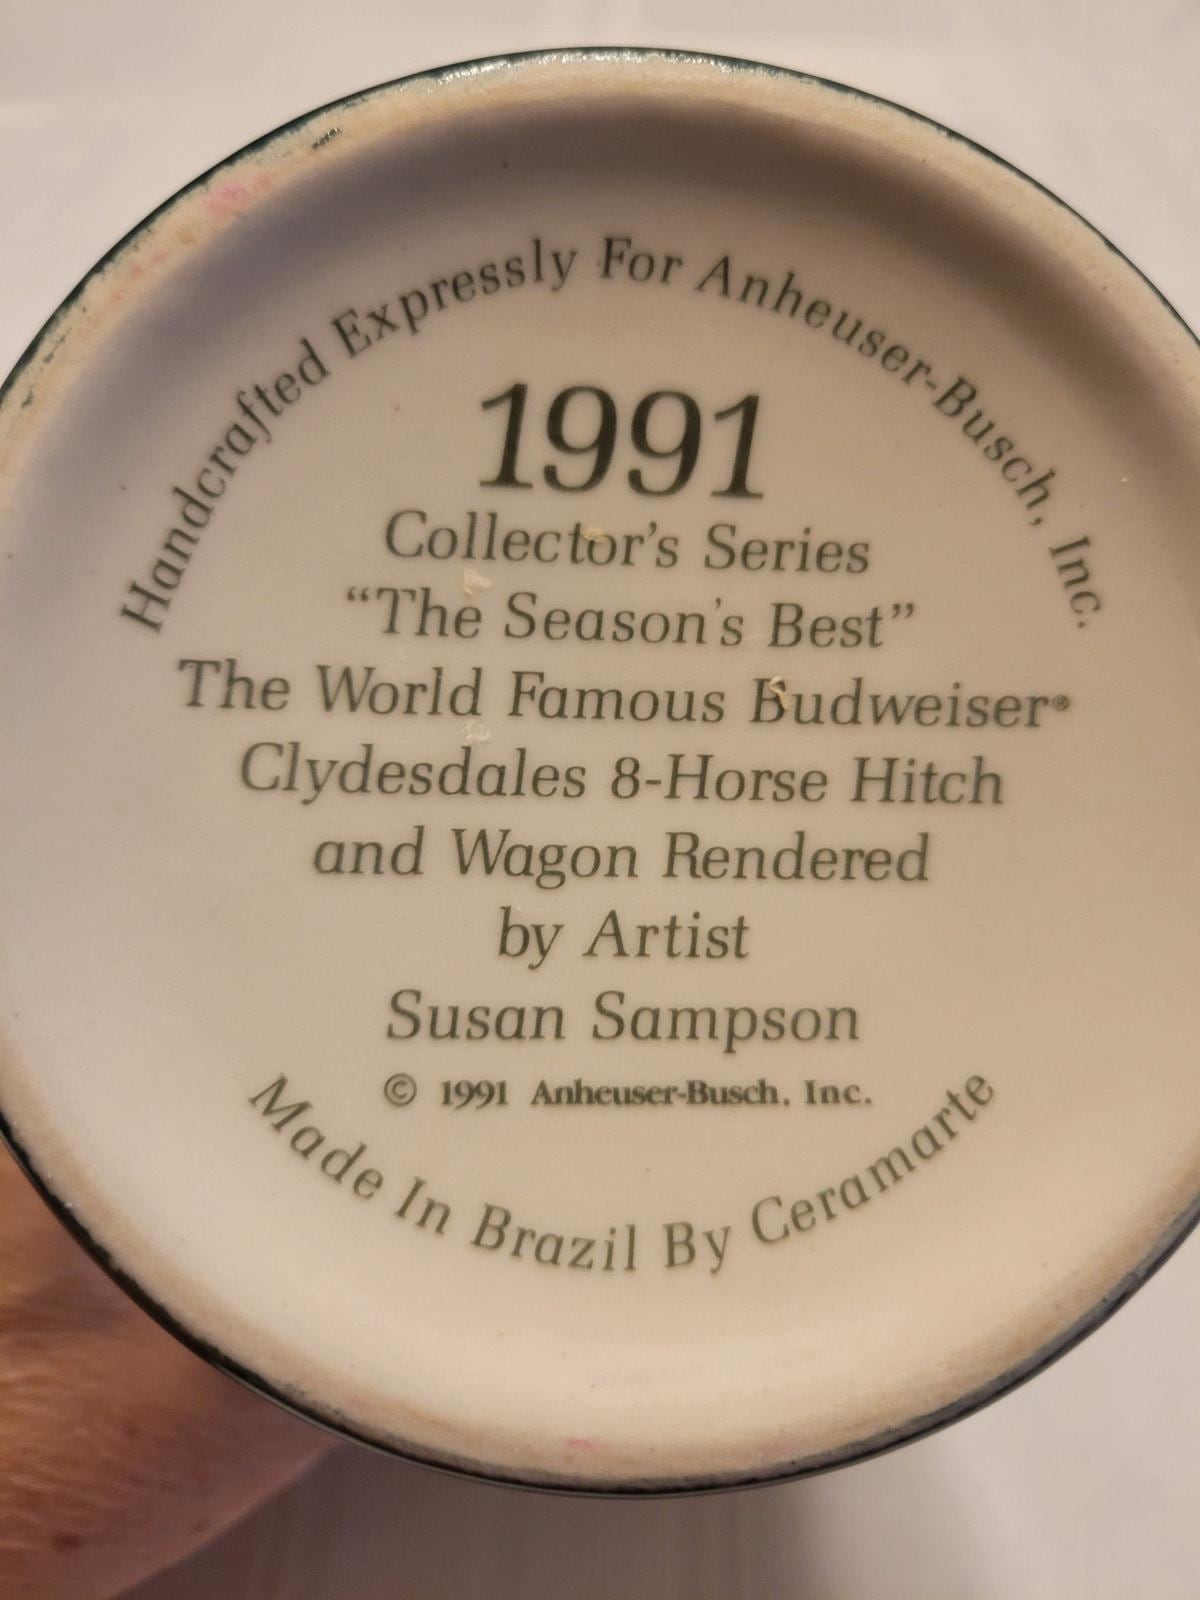 Handcrafted Expressly For Anheuser-Busch, Inc.
1991
Collector's Series
“The Season's Best”
The World Famous Budweiser®
Clydesdales 8-Horse Hitch
and Wagon Rendered
by Artist
Susan Sampson
© 1991 Anheuser-Busch, Inc.
Made In Brazil By Ceramarte